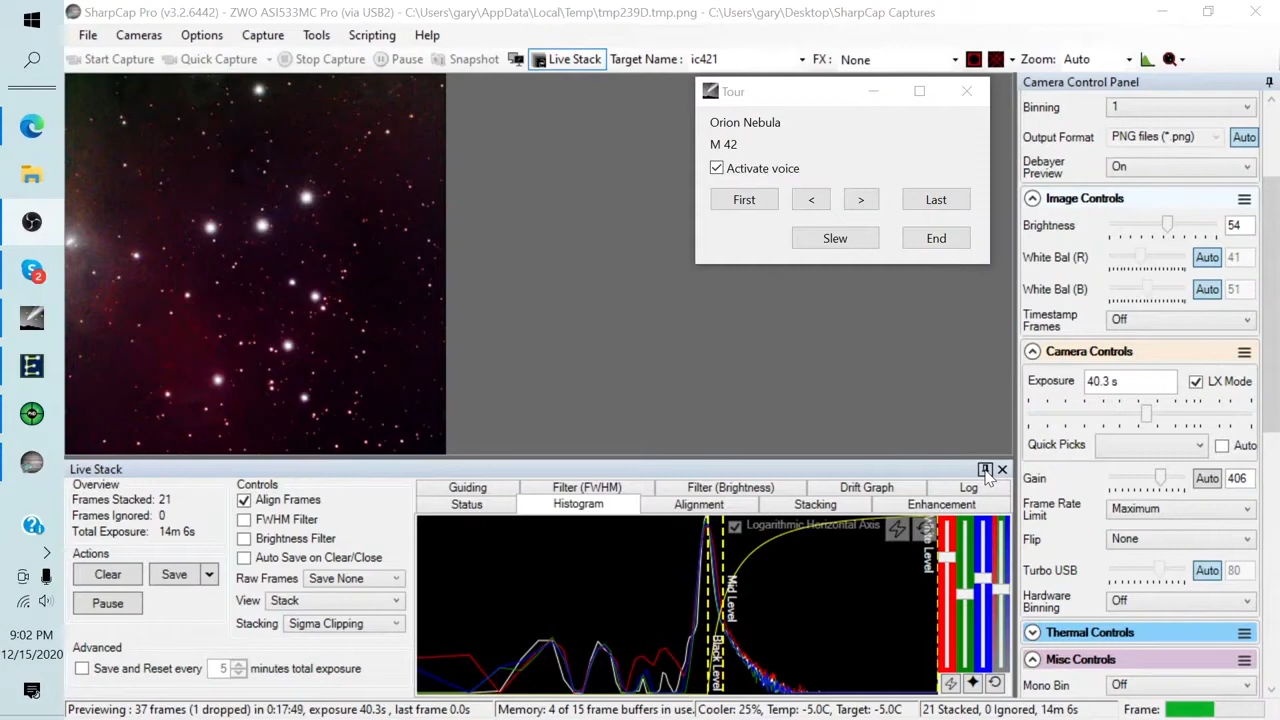 SharpCap Pro (v3.2.6442) - ZWO ASI533MC Pro (via USB2) - C:\Users\gary\AppData\Local\Temp\tmp239D.tmp.png - C:\Users\gary\Desktop\SharpCap Captures
File Cameras Options Capture Tools Scripting Help
Start Capture Quick Capture Stop Capture Pause Snapshot Live Stack Target Name : ic421 FX : None Zoom: Auto
Tour
Orion Nebula
M 42
Activate voice
First < > Last
Slew End
Camera Control Panel
Binning 1
Output Format PNG files (*.png) Auto
Debayer Preview On
Image Controls
Brightness 54
White Bal (R) Auto 41
White Bal (B) Auto 51
Timestamp Frames Off
Camera Controls
Exposure 40.3 s LX Mode
Quick Picks Auto
Gain Auto 406
Frame Rate Limit Maximum
Flip None
Turbo USB Auto 80
Hardware Binning Off
Thermal Controls
Misc Controls
Mono Bin Off
Live Stack
Overview
Frames Stacked: 21
Frames Ignored: 0
Total Exposure: 14m 6s
Actions
Clear Save
Pause
Advanced
Save and Reset every 5 minutes total exposure
Controls
Align Frames
FWHM Filter
Brightness Filter
Auto Save on Clear/Close
Raw Frames Save None
View Stack
Stacking Sigma Clipping
Guiding Filter (FWHM) Filter (Brightness) Drift Graph Log
Status Histogram Alignment Stacking Enhancement
Logarithmic Horizontal Axis
Black Level
Mid Level
White Level
2
PHD
9:02 PM
12/15/2020
Previewing : 37 frames (1 dropped) in 0:17:49, exposure 40.3s , last frame 0.0s Memory: 4 of 15 frame buffers in use. Cooler: 25%, Temp: -5.0C, Target: -5.0C 21 Stacked, 0 Ignored, 14m 6s Frame: